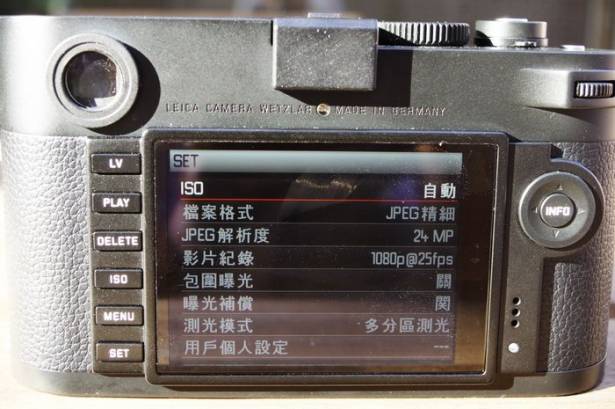 LEICA CAMERA WETZLAR MADE IN GERMANY
SET
ISO 自動
檔案格式 JPEG精細
JPEG解析度 24 MP
影片紀錄 1080p@25fps
包圍曝光 關
曝光補償 関
測光模式 多分區測光
用戶個人設定 ---
LV
PLAY
DELETE
ISO
MENU
SET
INFO